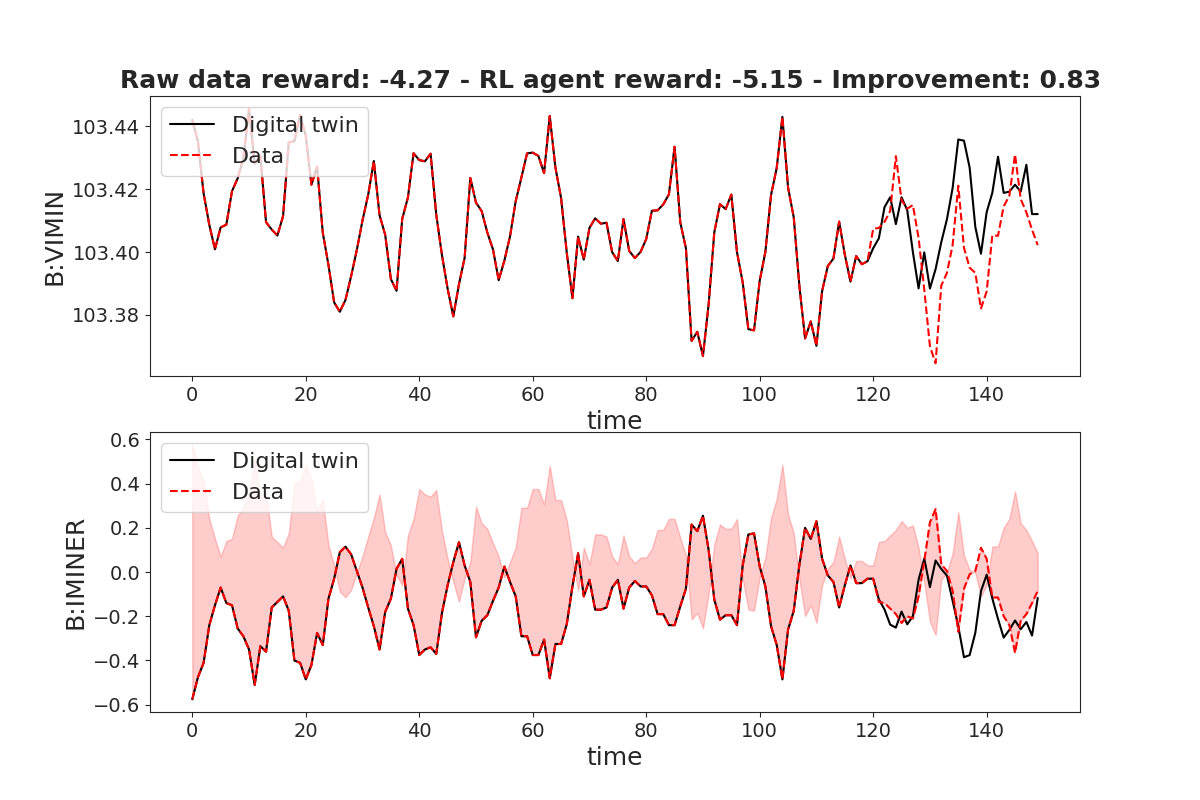 Raw data reward: -4.27 - RL agent reward: -5.15 - Improvement: 0.83
B:VIMIN
103.44
103.42
103.40
103.38
Digital twin
Data
0 20 40 60 80 100 120 140
time
B:IMINER
0.6
0.4
0.2
0.0
−0.2
−0.4
−0.6
Digital twin
Data
0 20 40 60 80 100 120 140
time